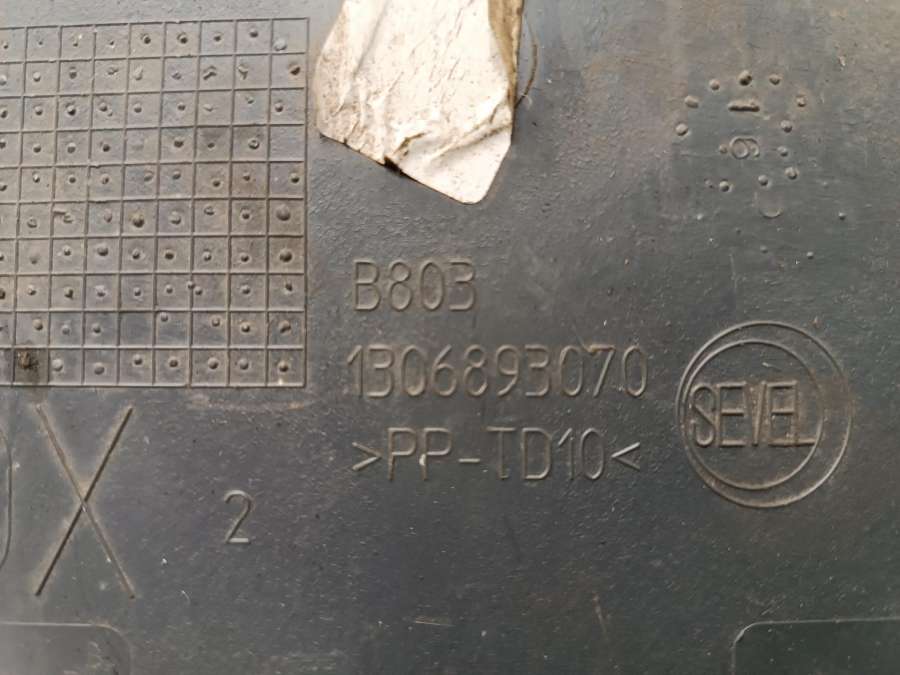 B803
1306893070
SEVEL
>PP-TD10<
X
2